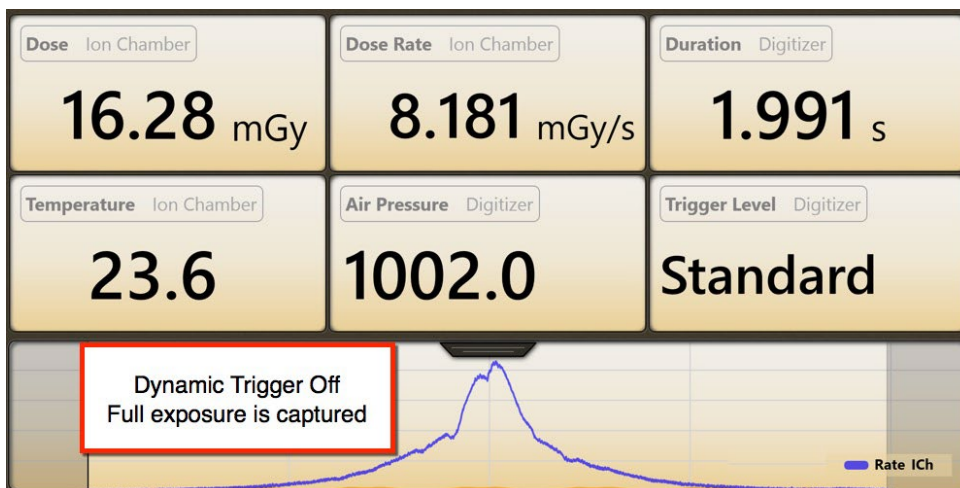 Dose Ion Chamber
16.28 mGy
Dose Rate Ion Chamber
8.181 mGy/s
Duration Digitizer
1.991 s
Temperature Ion Chamber
23.6
Air Pressure Digitizer
1002.0
Trigger Level Digitizer
Standard
Dynamic Trigger Off
Full exposure is captured
Rate ICh